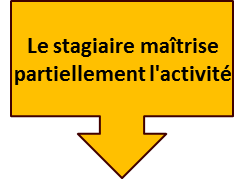 Le stagiaire maîtrise
partiellement l'activité